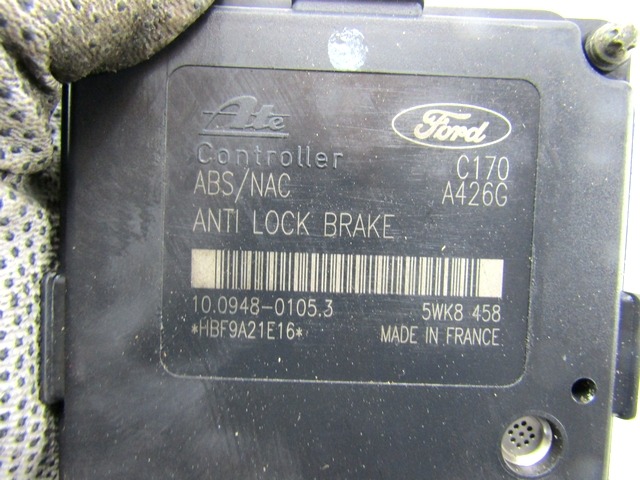 Ate
Ford
Controller
C170
ABS/NAC
A426G
ANTI LOCK BRAKE
10.0948-0105.3
5WK8 458
*HBF9A21E16*
MADE IN FRANCE